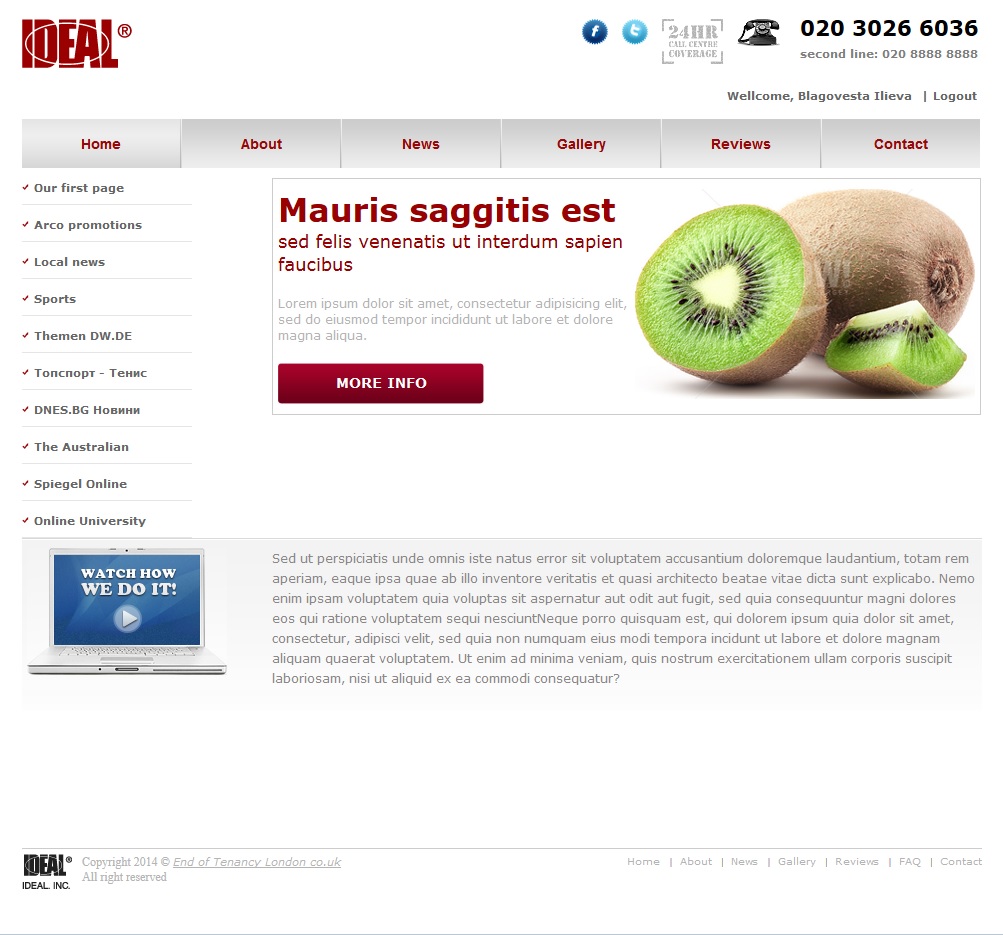 IDEAL®
f
t
24HR
CALL CENTRE
COVERAGE
020 3026 6036
second line: 020 8888 8888
Wellcome, Blagovesta Ilieva | Logout
Home About News Gallery Reviews Contact
Our first page
Arco promotions
Local news
Sports
Themen DW.DE
Топспорт - Тенис
DNES.BG Новини
The Australian
Spiegel Online
Online University
Mauris saggitis est
sed felis venenatis ut interdum sapien
faucibus
Lorem ipsum dolor sit amet, consectetur adipisicing elit,
sed do eiusmod tempor incididunt ut labore et dolore
magna aliqua.
MORE INFO
WATCH HOW
WE DO IT!
Sed ut perspiciatis unde omnis iste natus error sit voluptatem accusantium doloremque laudantium, totam rem
aperiam, eaque ipsa quae ab illo inventore veritatis et quasi architecto beatae vitae dicta sunt explicabo. Nemo
enim ipsam voluptatem quia voluptas sit aspernatur aut odit aut fugit, sed quia consequuntur magni dolores
eos qui ratione voluptatem sequi nesciuntNeque porro quisquam est, qui dolorem ipsum quia dolor sit amet,
consectetur, adipisci velit, sed quia non numquam eius modi tempora incidunt ut labore et dolore magnam
aliquam quaerat voluptatem. Ut enim ad minima veniam, quis nostrum exercitationem ullam corporis suscipit
laboriosam, nisi ut aliquid ex ea commodi consequatur?
IDEAL®
IDEAL. INC.
Copyright 2014 © End of Tenancy London co.uk
All right reserved
Home | About | News | Gallery | Reviews | FAQ | Contact